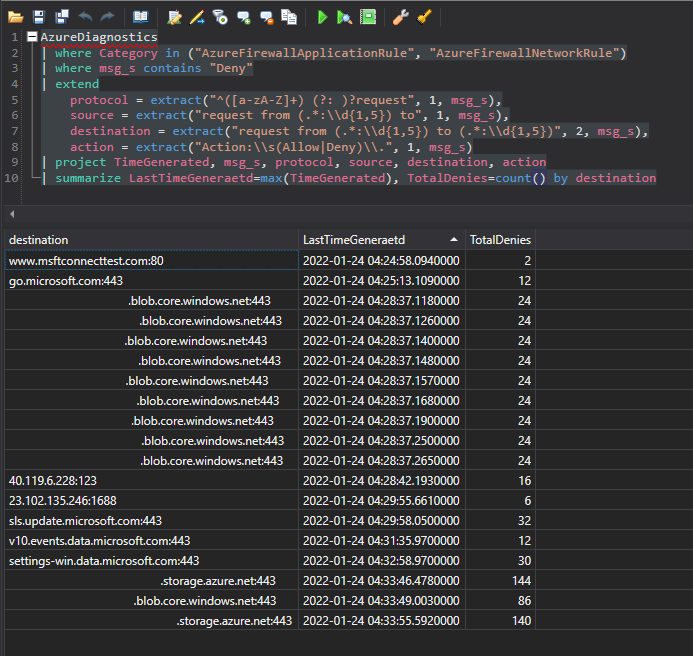 1 AzureDiagnostics
2 | where Category in ("AzureFirewallApplicationRule", "AzureFirewallNetworkRule")
3 | where msg_s contains "Deny"
4 | extend
5 protocol = extract("^([a-zA-Z]+) (?: )?request", 1, msg_s),
6 source = extract("request from (.*:\\d{1,5}) to", 1, msg_s),
7 destination = extract("request from (.*:\\d{1,5}) to (.*:\\d{1,5})", 2, msg_s),
8 action = extract("Action:\\s(Allow|Deny)\\.", 1, msg_s)
9 | project TimeGenerated, msg_s, protocol, source, destination, action
10 | summarize LastTimeGeneraetd=max(TimeGenerated), TotalDenies=count() by destination
destination LastTimeGeneraetd TotalDenies
www.msftconnecttest.com:80 2022-01-24 04:24:58.0940000 2
go.microsoft.com:443 2022-01-24 04:25:13.1090000 12
.blob.core.windows.net:443 2022-01-24 04:28:37.1180000 24
.blob.core.windows.net:443 2022-01-24 04:28:37.1260000 24
.blob.core.windows.net:443 2022-01-24 04:28:37.1400000 24
.blob.core.windows.net:443 2022-01-24 04:28:37.1480000 24
.blob.core.windows.net:443 2022-01-24 04:28:37.1570000 24
.blob.core.windows.net:443 2022-01-24 04:28:37.1680000 24
.blob.core.windows.net:443 2022-01-24 04:28:37.1900000 24
.blob.core.windows.net:443 2022-01-24 04:28:37.2500000 24
.blob.core.windows.net:443 2022-01-24 04:28:37.2650000 24
40.119.6.228:123 2022-01-24 04:28:42.1930000 16
23.102.135.246:1688 2022-01-24 04:29:55.6610000 6
sls.update.microsoft.com:443 2022-01-24 04:29:58.0500000 32
v10.events.data.microsoft.com:443 2022-01-24 04:31:35.9700000 12
settings-win.data.microsoft.com:443 2022-01-24 04:32:58.9700000 30
.storage.azure.net:443 2022-01-24 04:33:46.4780000 144
.blob.core.windows.net:443 2022-01-24 04:33:49.0030000 86
.storage.azure.net:443 2022-01-24 04:33:55.5920000 140